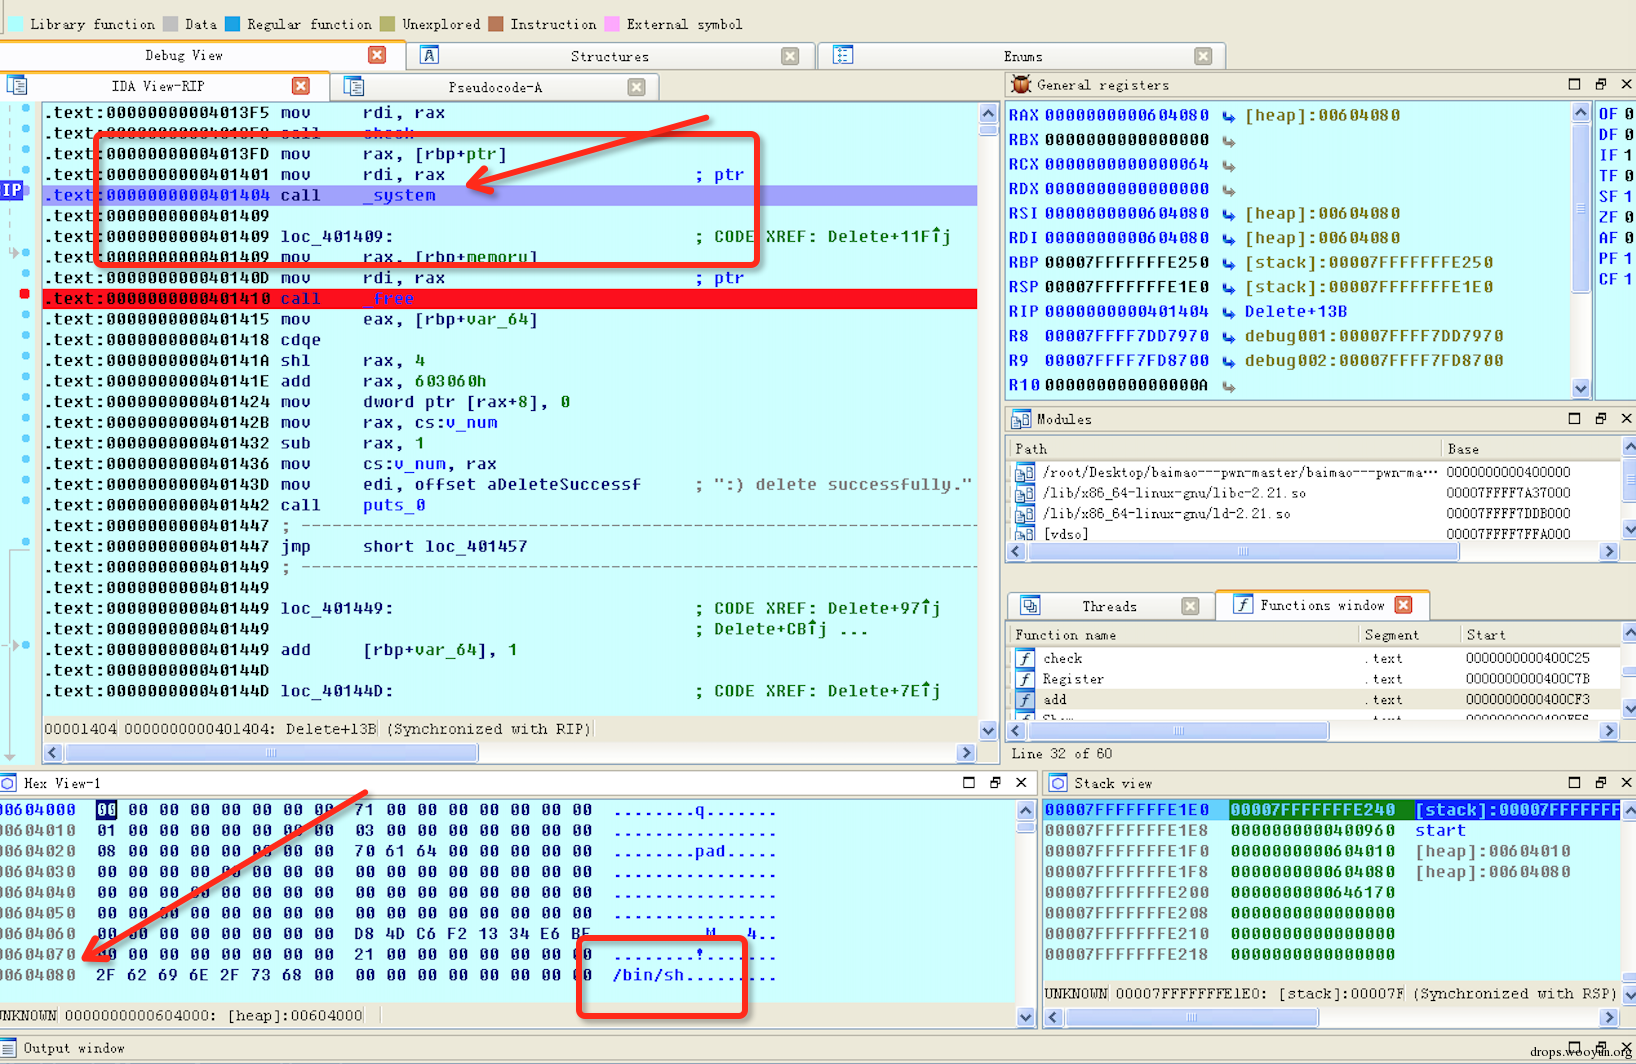 Library function Data Regular function Unexplored Instruction External symbol
Debug View Structures Enums
IDA View-RIP Pseudocode-A
.text:00000000004013F5 mov rdi, rax
.text:00000000004013FD mov rax, [rbp+ptr]
.text:0000000000401401 mov rdi, rax ; ptr
RIP
.text:0000000000401404 call _system
.text:0000000000401409
.text:0000000000401409 loc_401409: ; CODE XREF: Delete+11F↑j
.text:0000000000401409 mov rax, [rbp+memory]
.text:000000000040140D mov rdi, rax ; ptr
.text:0000000000401410 call _free
.text:0000000000401415 mov eax, [rbp+var_64]
.text:0000000000401418 cdqe
.text:000000000040141A shl rax, 4
.text:000000000040141E add rax, 603060h
.text:0000000000401424 mov dword ptr [rax+8], 0
.text:000000000040142B mov rax, cs:v_num
.text:0000000000401432 sub rax, 1
.text:0000000000401436 mov cs:v_num, rax
.text:000000000040143D mov edi, offset aDeleteSuccessf ; ":) delete successfully."
.text:0000000000401442 call puts_0
.text:0000000000401447 ;
.text:0000000000401447 jmp short loc_401457
.text:0000000000401449 ;
.text:0000000000401449
.text:0000000000401449 loc_401449: ; CODE XREF: Delete+97↑j
.text:0000000000401449 ; Delete+CB↑j ...
.text:0000000000401449 add [rbp+var_64], 1
.text:000000000040144D
.text:000000000040144D loc_40144D: ; CODE XREF: Delete+7E↑j
00001404 0000000000401404: Delete+13B (Synchronized with RIP)
General registers
RAX 0000000000604080 [heap]:00604080
RBX 0000000000000000
RCX 0000000000000064
RDX 0000000000000000
RSI 0000000000604080 [heap]:00604080
RDI 0000000000604080 [heap]:00604080
RBP 00007FFFFFFFE250 [stack]:00007FFFFFFFE250
RSP 00007FFFFFFFE1E0 [stack]:00007FFFFFFFE1E0
RIP 0000000000401404 Delete+13B
R8 00007FFFF7DD7970 debug001:00007FFFF7DD7970
R9 00007FFFF7FD8700 debug002:00007FFFF7FD8700
R10 000000000000000A
OF 0
DF 0
IF 1
TF 0
SF 1
ZF 0
AF 0
PF 1
CF 1
Modules
Path Base
/root/Desktop/baimao---pwn-master/baimao---pwn-ma··· 0000000000400000
/lib/x86_64-linux-gnu/libc-2.21.so 00007FFFF7A37000
/lib/x86_64-linux-gnu/ld-2.21.so 00007FFFF7DDB000
[vdso] 00007FFFF7FFA000
Threads Functions window
Function name Segment Start
check .text 0000000000400C25
Register .text 0000000000400C7B
add .text 0000000000400CF3
Line 32 of 60
Hex View-1
00604000 00 00 00 00 00 00 00 00 71 00 00 00 00 00 00 00 ........q.......
00604010 01 00 00 00 00 00 00 00 03 00 00 00 00 00 00 00 ................
00604020 08 00 00 00 00 00 00 00 70 61 64 00 00 00 00 00 ........pad.....
00604030 00 00 00 00 00 00 00 00 00 00 00 00 00 00 00 00 ................
00604040 00 00 00 00 00 00 00 00 00 00 00 00 00 00 00 00 ................
00604050 00 00 00 00 00 00 00 00 00 00 00 00 00 00 00 00 ................
00604060 00 00 00 00 00 00 00 00 D8 4D C6 F2 13 34 E6 BF .........M...4..
00604070 00 00 00 00 00 00 00 00 21 00 00 00 00 00 00 00 ........!.......
00604080 2F 62 69 6E 2F 73 68 00 00 00 00 00 00 00 00 00 /bin/sh.........
UNKNOWN 0000000000604000: [heap]:00604000
Stack view
00007FFFFFFFE1E0 00007FFFFFFFE240 [stack]:00007FFFFFFF
00007FFFFFFFE1E8 0000000000400960 start
00007FFFFFFFE1F0 0000000000604010 [heap]:00604010
00007FFFFFFFE1F8 0000000000604080 [heap]:00604080
00007FFFFFFFE200 0000000000646170
00007FFFFFFFE208 0000000000000000
00007FFFFFFFE210 0000000000000000
00007FFFFFFFE218 0000000000000000
UNKNOWN 00007FFFFFFFE1E0: [stack]:00007F (Synchronized with RSP)
Output window
drops.wooyun.org